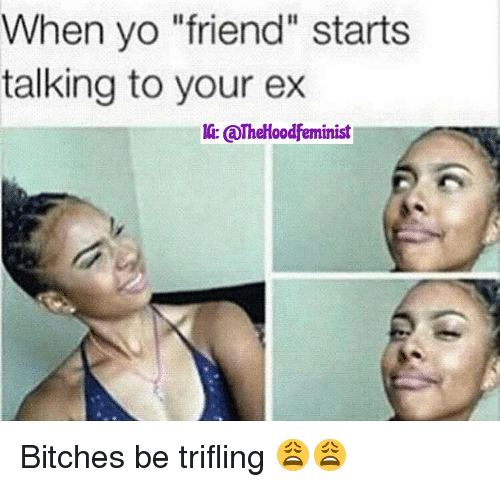 When yo "friend" starts
talking to your ex
IG: @TheHoodfeminist
Bitches be trifling 😩😩